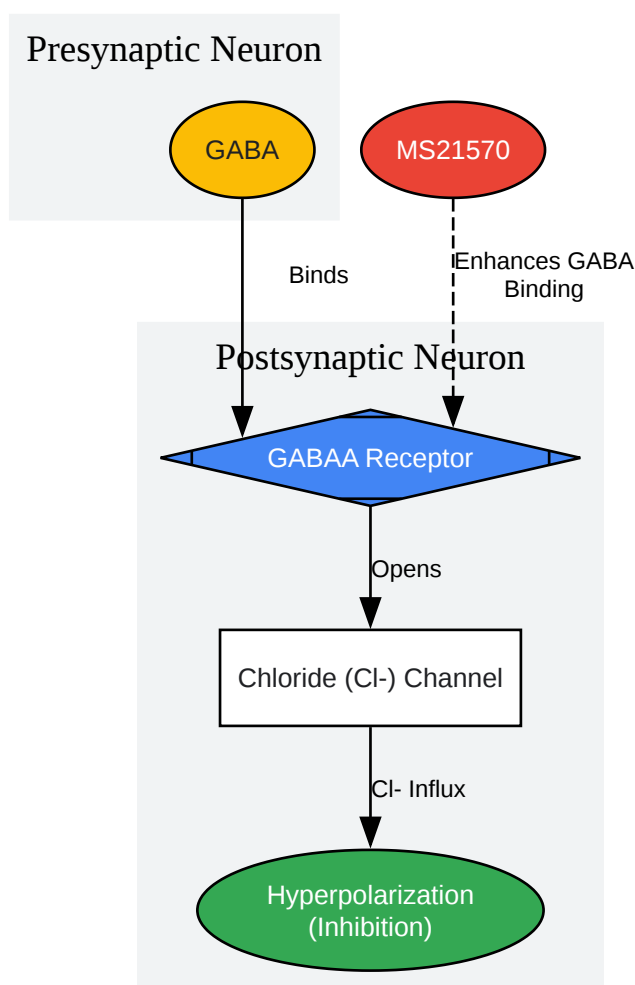 Presynaptic Neuron
GABA
MS21570
Binds
Enhances GABA
Binding
Postsynaptic Neuron
GABAA Receptor
Opens
Chloride (Cl-) Channel
Cl- Influx
Hyperpolarization
(Inhibition)